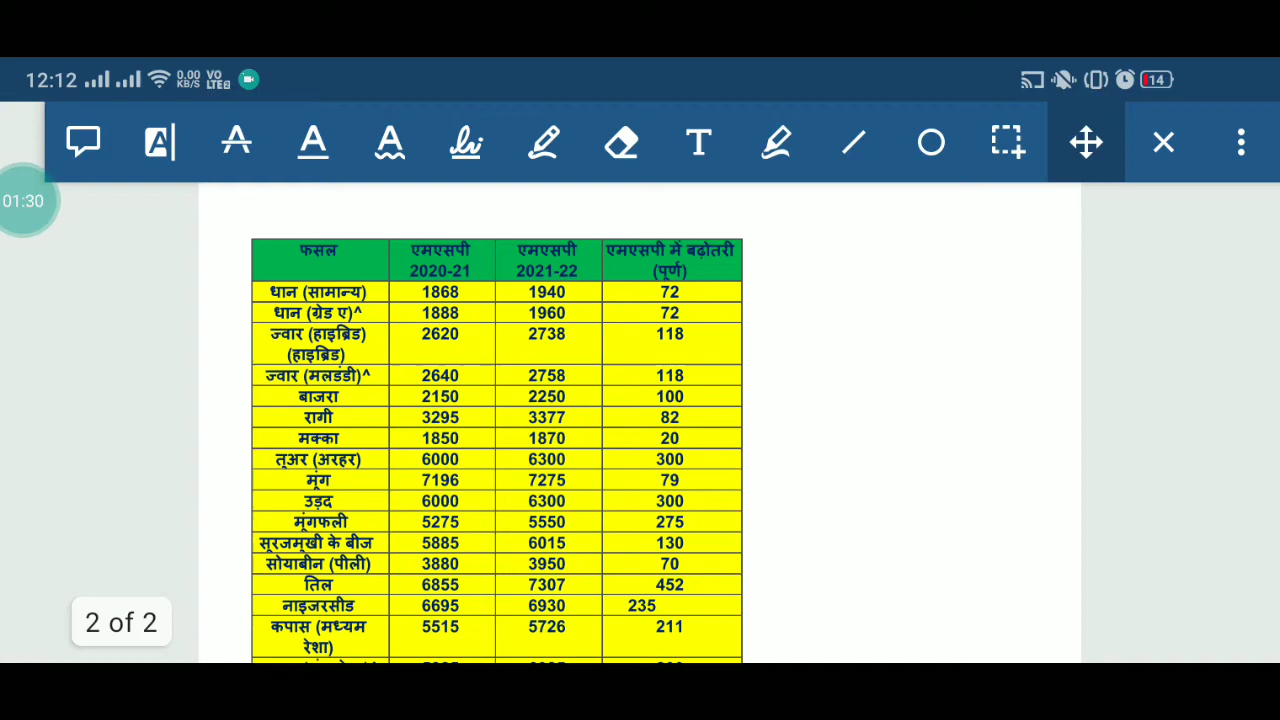 12:12 0.00 KB/S VO LTE2 14
01:30
फसल एमएसपी 2020-21 एमएसपी 2021-22 एमएसपी में बढ़ोतरी (पूर्ण)
धान (सामान्य) 1868 1940 72
धान (ग्रेड ए)^ 1888 1960 72
ज्वार (हाइब्रिड) (हाइब्रिड) 2620 2738 118
ज्वार (मलडंडी)^ 2640 2758 118
बाजरा 2150 2250 100
रागी 3295 3377 82
मक्का 1850 1870 20
तूअर (अरहर) 6000 6300 300
मूंग 7196 7275 79
उड़द 6000 6300 300
मूंगफली 5275 5550 275
सूरजमूखी के बीज 5885 6015 130
सोयाबीन (पीली) 3880 3950 70
तिल 6855 7307 452
नाइजरसीड 6695 6930 235
कपास (मध्यम रेशा) 5515 5726 211
2 of 2